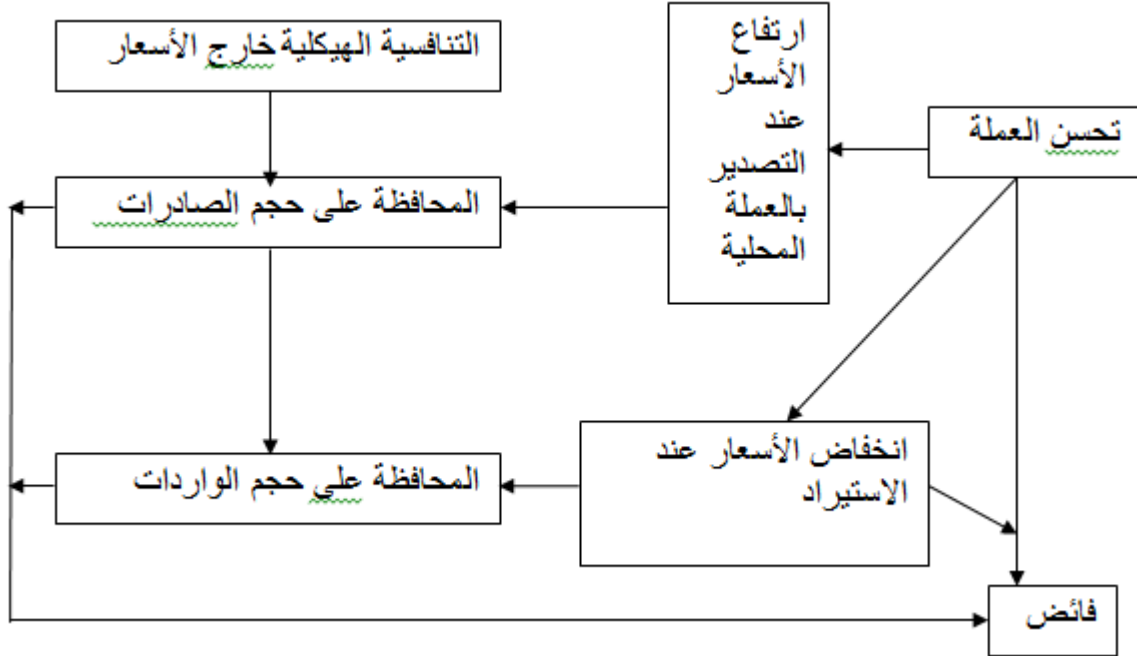 التنافسية الهيكلية خارج الأسعار
ارتفاع
الأسعار
عند
التصدير
بالعملة
المحلية
تحسن العملة
المحافظة على حجم الصادرات
انخفاض الأسعار عند
الاستيراد
المحافظة علي حجم الواردات
فائض